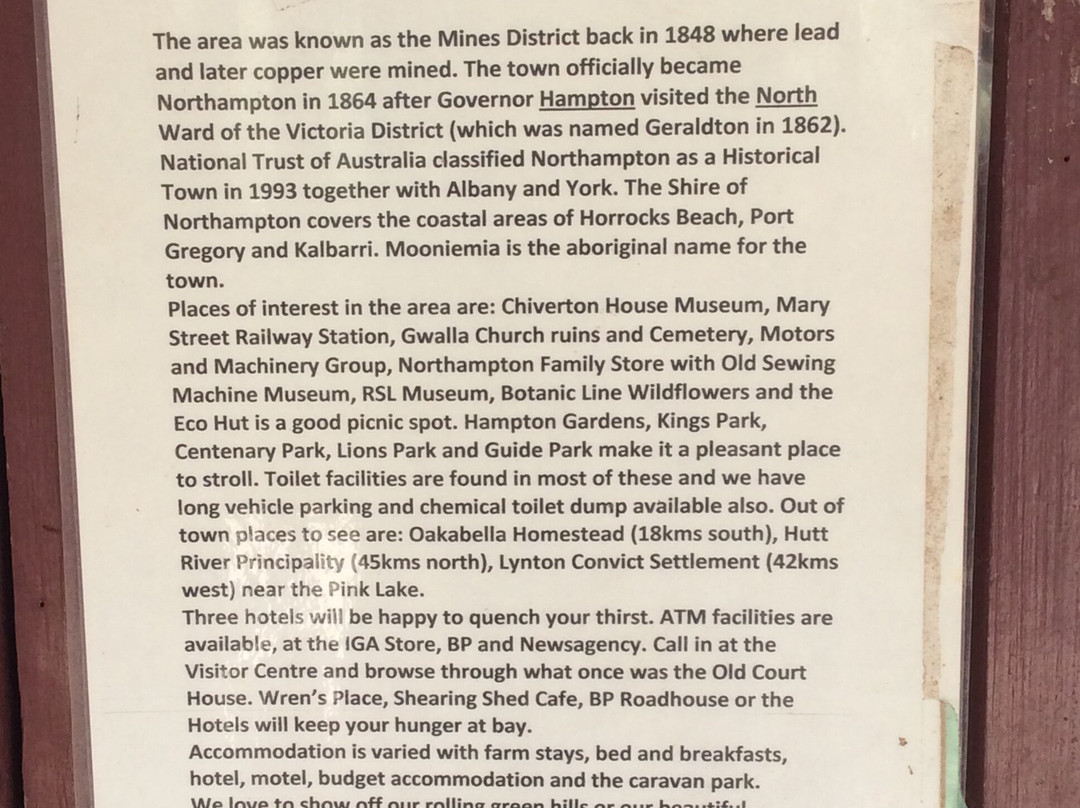 The area was known as the Mines District back in 1848 where lead
and later copper were mined. The town officially became
Northampton in 1864 after Governor Hampton visited the North
Ward of the Victoria District (which was named Geraldton in 1862).
National Trust of Australia classified Northampton as a Historical
Town in 1993 together with Albany and York. The Shire of
Northampton covers the coastal areas of Horrocks Beach, Port
Gregory and Kalbarri. Mooniemia is the aboriginal name for the
town.
Places of interest in the area are: Chiverton House Museum, Mary
Street Railway Station, Gwalla Church ruins and Cemetery, Motors
and Machinery Group, Northampton Family Store with Old Sewing
Machine Museum, RSL Museum, Botanic Line Wildflowers and the
Eco Hut is a good picnic spot. Hampton Gardens, Kings Park,
Centenary Park, Lions Park and Guide Park make it a pleasant place
to stroll. Toilet facilities are found in most of these and we have
long vehicle parking and chemical toilet dump available also. Out of
town places to see are: Oakabella Homestead (18kms south), Hutt
River Principality (45kms north), Lynton Convict Settlement (42kms
west) near the Pink Lake.
Three hotels will be happy to quench your thirst. ATM facilities are
available, at the IGA Store, BP and Newsagency. Call in at the
Visitor Centre and browse through what once was the Old Court
House. Wren's Place, Shearing Shed Cafe, BP Roadhouse or the
Hotels will keep your hunger at bay.
Accommodation is varied with farm stays, bed and breakfasts,
hotel, motel, budget accommodation and the caravan park.
We love to show off our rolling green hills or our beautiful